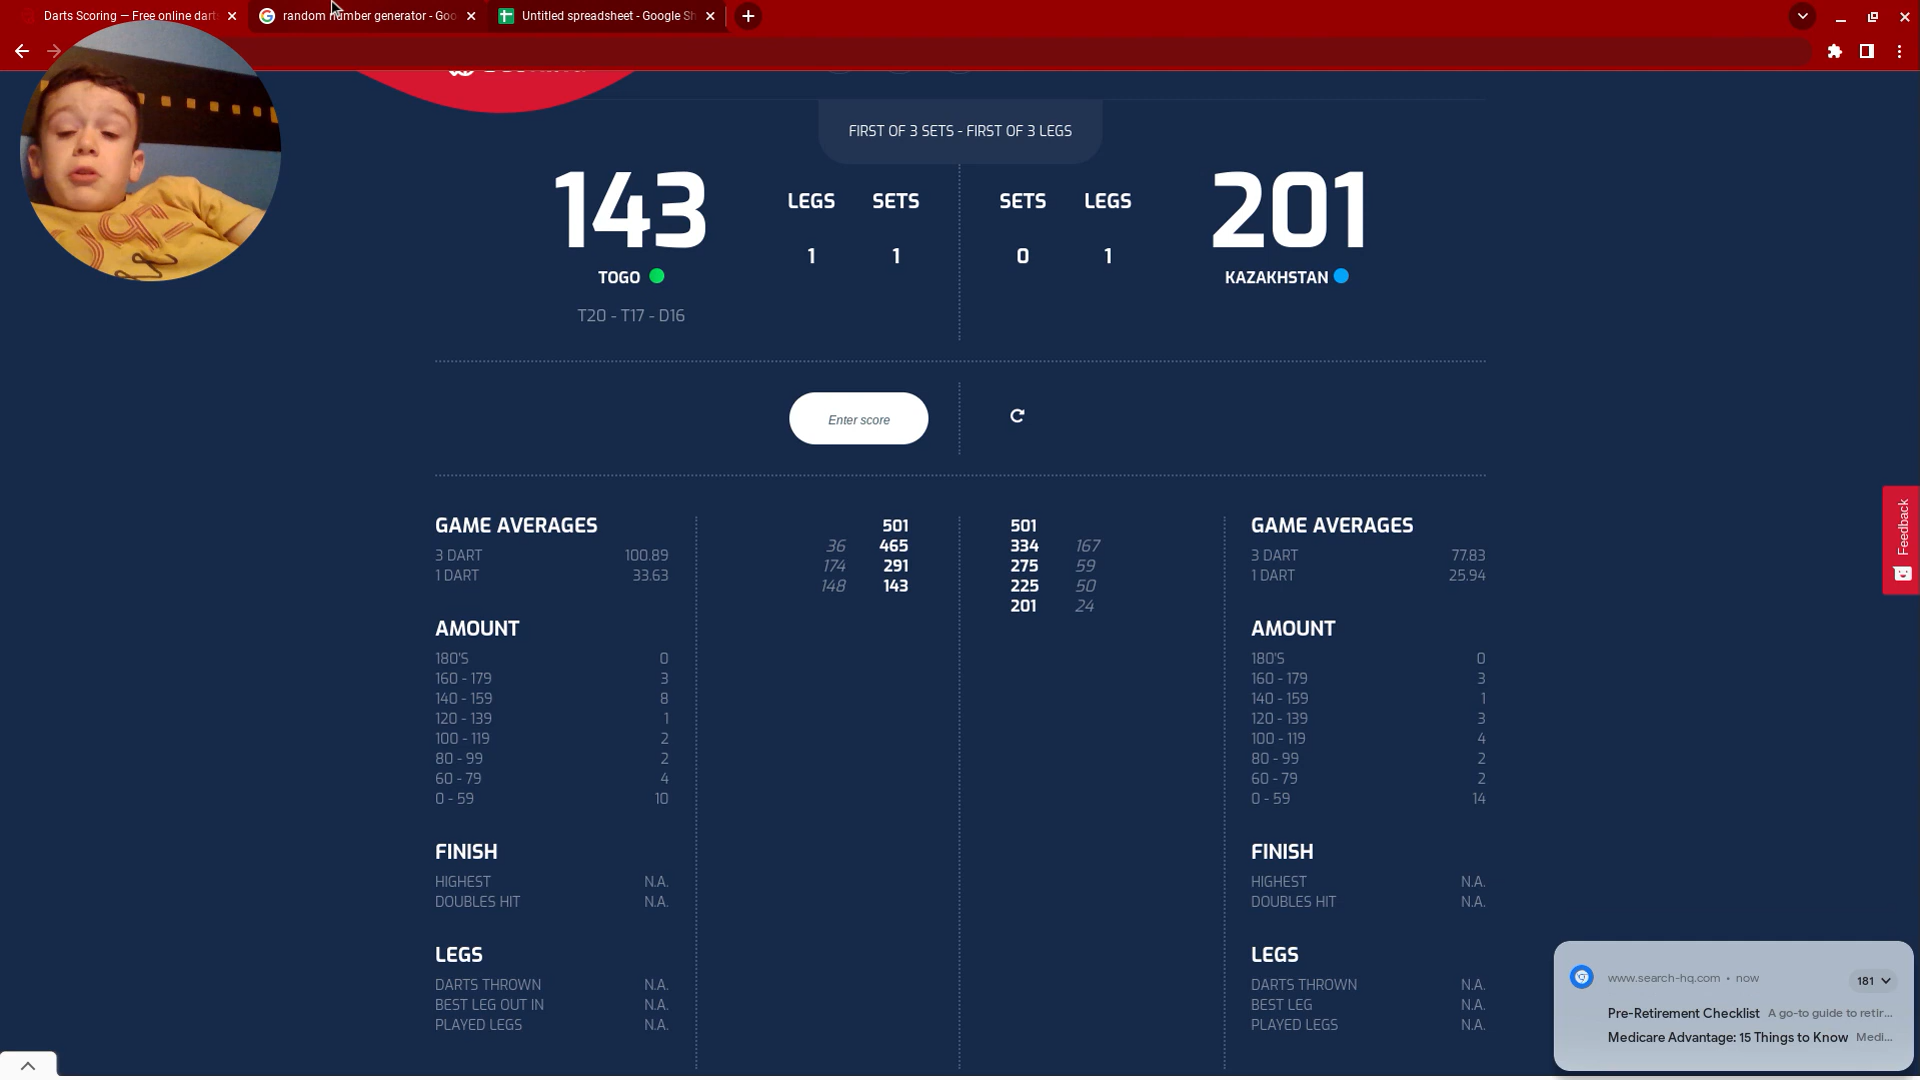 Darts Scoring — Free online dart
random number generator - Goo
Untitled spreadsheet - Google Sh
FIRST OF 3 SETS - FIRST OF 3 LEGS
143
LEGS
SETS
SETS
LEGS
201
1
1
0
1
TOGO
KAZAKHSTAN
T20 - T17 - D16
Enter score
Feedback
GAME AVERAGES
3 DART 100.89
1 DART 33.63
AMOUNT
180'S 0
160 - 179 3
140 - 159 8
120 - 139 1
100 - 119 2
80 - 99 2
60 - 79 4
0 - 59 10
FINISH
HIGHEST N.A.
DOUBLES HIT N.A.
LEGS
DARTS THROWN N.A.
BEST LEG OUT IN N.A.
PLAYED LEGS N.A.
501
36 465
174 291
148 143
501
334 167
275 59
225 50
201 24
GAME AVERAGES
3 DART 77.83
1 DART 25.94
AMOUNT
180'S 0
160 - 179 3
140 - 159 1
120 - 139 3
100 - 119 4
80 - 99 2
60 - 79 2
0 - 59 14
FINISH
HIGHEST N.A.
DOUBLES HIT N.A.
LEGS
DARTS THROWN N.A.
BEST LEG N.A.
PLAYED LEGS N.A.
www.search-hq.com • now 181
Pre-Retirement Checklist A go-to guide to retir...
Medicare Advantage: 15 Things to Know Medi...